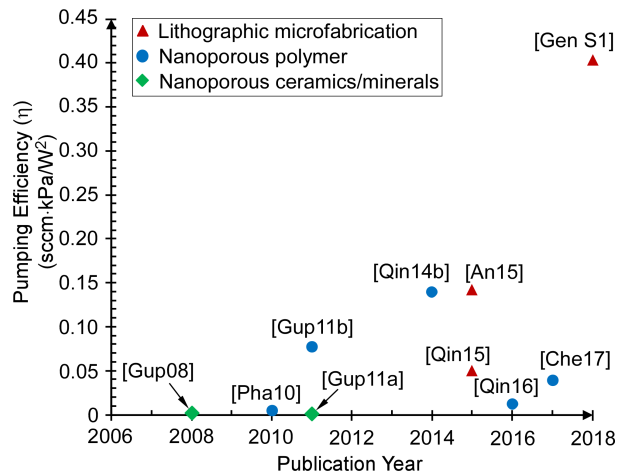 0.45
0.40
0.35
0.30
0.25
0.20
0.15
0.10
0.05
0
Pumping Efficiency (η)
(sccm·kPa/W²)
Lithographic microfabrication
Nanoporous polymer
Nanoporous ceramics/minerals
[Gen S1]
[Qin14b]
[An15]
[Gup11b]
[Qin15]
[Che17]
[Gup08]
[Pha10]
[Gup11a]
[Qin16]
2006 2008 2010 2012 2014 2016 2018
Publication Year